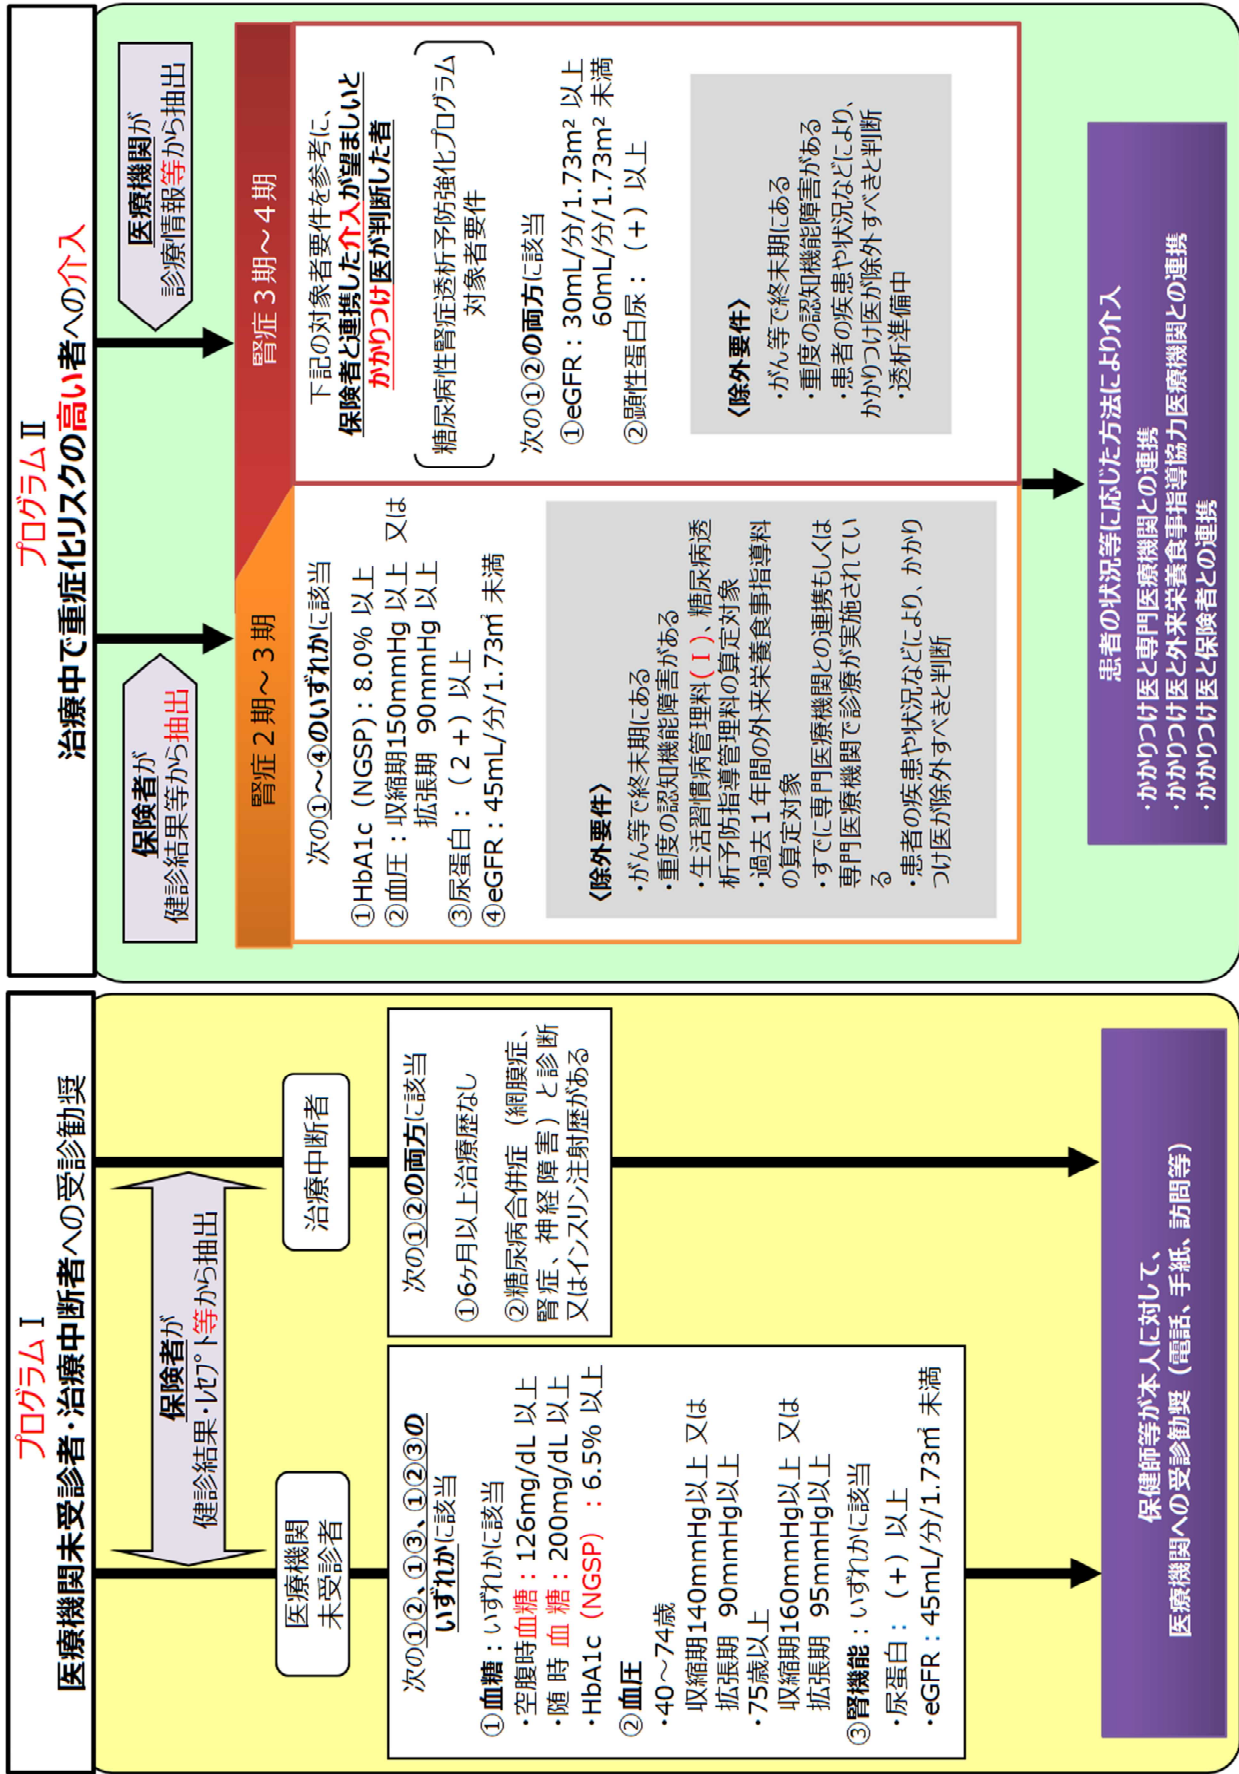 プログラムⅠ
医療機関未受診者・治療中断者への受診勧奨
保険者が
健診結果・レセプト等から抽出
医療機関
未受診者
次の①②、①③、①②③の
いずれかに該当
①血糖：いずれかに該当
・空腹時血糖：126mg/dL 以上
・随 時 血 糖：200mg/dL 以上
・HbA1c（NGSP）：6.5% 以上
②血圧
・40～74歳
収縮期140mmHg以上 又は
拡張期 90mmHg以上
・75歳以上
収縮期160mmHg以上 又は
拡張期 95mmHg以上
③腎機能：いずれかに該当
・尿蛋白：（＋）以上
・eGFR：45mL/分/1.73㎡ 未満
治療中断者
次の①②の両方に該当
①6ヶ月以上治療歴なし
②糖尿病合併症（網膜症、
腎症、神経障害）と診断
又はインスリン注射歴がある
保健師等が本人に対して、
医療機関への受診勧奨（電話、手紙、訪問等）
プログラムⅡ
治療中で重症化リスクの高い者への介入
保険者が
健診結果等から抽出
腎症２期～３期
次の①～④のいずれかに該当
①HbA1c（NGSP）：8.0% 以上
②血圧：収縮期150mmHg 以上 又は
拡張期 90mmHg 以上
③尿蛋白：（２＋）以上
④eGFR：45mL/分/1.73㎡ 未満
〈除外要件〉
・がん等で終末期にある
・重度の認知機能障害がある
・生活習慣病管理料(Ⅰ)、糖尿病透
析予防指導管理料の算定対象
・過去１年間の外来栄養食事指導料
の算定対象
・すでに専門医療機関との連携もしくは
専門医療機関で診療が実施されてい
る
・患者の疾患や状況などにより、かかり
つけ医が除外すべきと判断
医療機関が
診療情報等から抽出
腎症３期～４期
下記の対象者要件を参考に、
保険者と連携した介入が望ましいと
かかりつけ医が判断した者
糖尿病性腎症透析予防強化プログラム
対象者要件
次の①②の両方に該当
①eGFR：30mL/分/1.73m² 以上
60mL/分/1.73m² 未満
②顕性蛋白尿：（＋）以上
〈除外要件〉
・がん等で終末期にある
・重度の認知機能障害がある
・患者の疾患や状況などにより、
かかりつけ医が除外すべきと判断
・透析準備中
患者の状況等に応じた方法により介入
・かかりつけ医と専門医療機関との連携
・かかりつけ医と外来栄養食事指導協力医療機関との連携
・かかりつけ医と保険者との連携